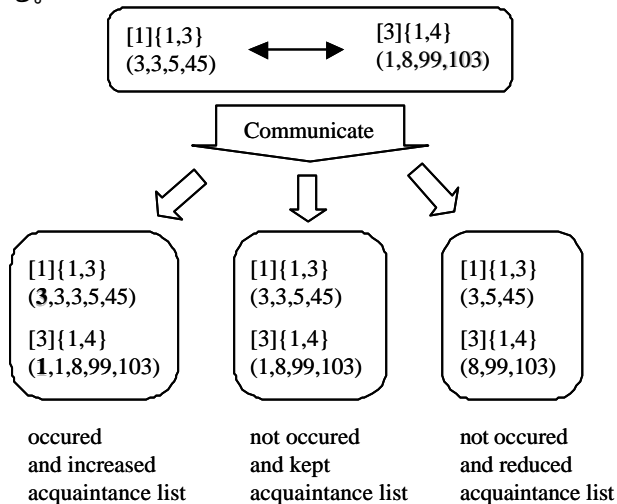 [1]{1,3}
(3,3,5,45)
[3]{1,4}
(1,8,99,103)
Communicate
[1]{1,3}
(3,3,3,5,45)
[3]{1,4}
(1,1,8,99,103)
[1]{1,3}
(3,3,5,45)
[3]{1,4}
(1,8,99,103)
[1]{1,3}
(3,5,45)
[3]{1,4}
(8,99,103)
occured
and increased
acquaintance list
not occured
and kept
acquaintance list
not occured
and reduced
acquaintance list